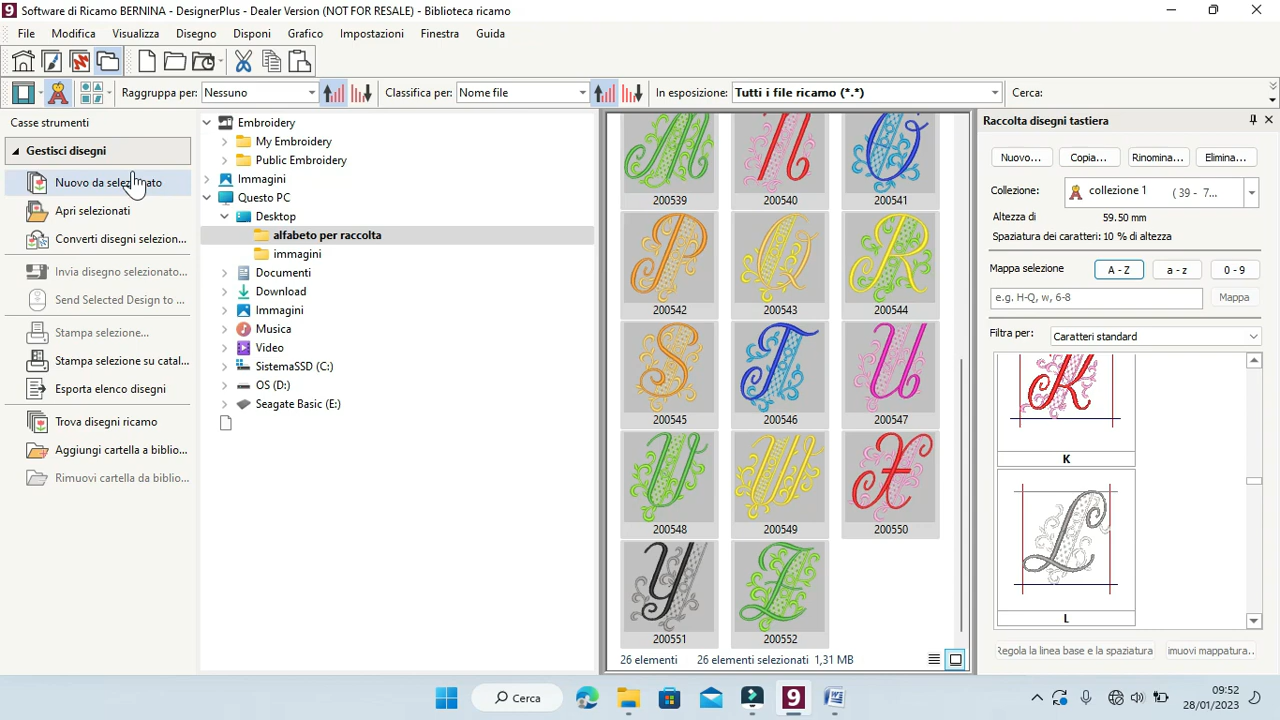 9 Software di Ricamo BERNINA - DesignerPlus - Dealer Version (NOT FOR RESALE) - Biblioteca ricamo
File Modifica Visualizza Disegno Disponi Grafico Impostazioni Finestra Guida
Raggruppa per: Nessuno Classifica per: Nome file In esposizione: Tutti i file ricamo (*.*) Cerca:
Casse strumenti
Gestisci disegni
Nuovo da selezionato
Apri selezionati
Converti disegni selezion...
Invia disegno selezionato...
Send Selected Design to ...
Stampa selezione...
Stampa selezione su catal...
Esporta elenco disegni
Trova disegni ricamo
Aggiungi cartella a biblio...
Rimuovi cartella da biblio...
Embroidery
My Embroidery
Public Embroidery
Immagini
Questo PC
Desktop
alfabeto per raccolta
immagini
Documenti
Download
Immagini
Musica
Video
SistemaSSD (C:)
OS (D:)
Seagate Basic (E:)
200539 200540 200541
200542 200543 200544
200545 200546 200547
200548 200549 200550
200551 200552
26 elementi 26 elementi selezionati 1,31 MB
Raccolta disegni tastiera
Nuovo... Copia... Rinomina... Elimina...
Collezione: collezione 1 ( 39 - 7...
Altezza di 59.50 mm
Spaziatura dei caratteri: 10 % di altezza
Mappa selezione A - Z a - z 0 - 9
e.g. H-Q, w, 6-8 Mappa
Filtra per: Caratteri standard
K
L
Regola la linea base e la spaziatura imuovi mappatura...
Cerca 9 W
09:52
28/01/2023